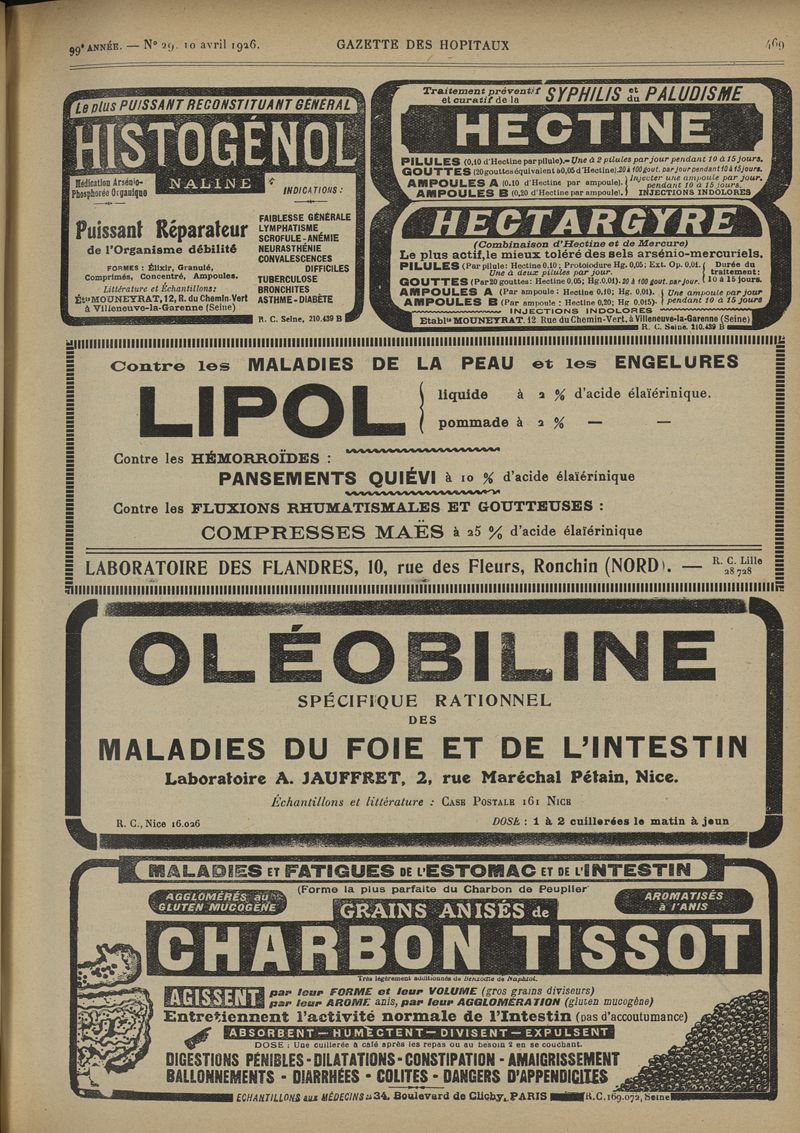 99ᵉ ANNÉE. — Nº 29. 10 avril 1926.
GAZETTE DES HOPITAUX
469
Le plus PUISSANT RECONSTITUANT GÉNÉRAL
HISTOGÉNOL
Médication Arsénio-
Phosphorée Organique
NALINE
INDICATIONS :
Puissant Réparateur
de l'Organisme débilité
FORMES : Élixir, Granulé,
Comprimés, Concentré, Ampoules.
Littérature et Échantillons:
Étˢ MOUNEYRAT, 12, R. du Chemin-Vert
à Villeneuve-la-Garenne (Seine)
FAIBLESSE GÉNÉRALE
LYMPHATISME
SCROFULE - ANÉMIE
NEURASTHÉNIE
CONVALESCENCES
DIFFICILES
TUBERCULOSE
BRONCHITES
ASTHME - DIABÈTE
R. C. Seine, 210.439 B
Traitement préventif
et curatif de la SYPHILIS et du PALUDISME
HECTINE
PILULES (0,10 d'Hectine par pilule).- Une à 2 pilules par jour pendant 10 à 15 jours.
GOUTTES (20 gouttes équivalent à 0,05 d'Hectine). 20 à 100 gout. par jour pendant 10 à 15 jours.
AMPOULES A (0.10 d'Hectine par ampoule). } Injecter une ampoule par jour,
pendant 10 à 15 jours.
AMPOULES B (0,20 d'Hectine par ampoule). } INJECTIONS INDOLORES
HECTARGYRE
(Combinaison d'Hectine et de Mercure)
Le plus actif, le mieux toléré des sels arsénio-mercuriels.
PILULES (Par pilule: Hectine 0,10; Protoiodure Hg. 0,05; Ext. Op. 0,01.
Une à deux pilules par jour.
GOUTTES (Par 20 gouttes: Hectine 0,05; Hg. 0,01). 20 à 100 gout. par jour.
Durée du
traitement:
10 à 15 jours.
AMPOULES A (Par ampoule: Hectine 0,10; Hg. 0,01).
AMPOULES B (Par ampoule : Hectine 0,20; Hg 0,015).
Une ampoule par jour
pendant 10 à 15 jours
INJECTIONS INDOLORES
Etablᵗˢ MOUNEYRAT. 12 Rue du Chemin-Vert, à Villeneuve-la-Garenne (Seine)
R. C. Seine. 210.439 B
Contre les MALADIES DE LA PEAU et les ENGELURES
LIPOL
liquide à 2 % d'acide élaïérinique.
pommade à 2 % — —
Contre les HÉMORROÏDES :
PANSEMENTS QUIÉVI à 10 % d'acide élaïérinique
Contre les FLUXIONS RHUMATISMALES ET GOUTTEUSES :
COMPRESSES MAËS à 25 % d'acide élaïérinique
LABORATOIRE DES FLANDRES, 10, rue des Fleurs, Ronchin (NORD). — R. C. Lille
28 728
OLÉOBILINE
SPÉCIFIQUE RATIONNEL
DES
MALADIES DU FOIE ET DE L'INTESTIN
Laboratoire A. JAUFFRET, 2, rue Maréchal Pétain, Nice.
Échantillons et littérature : CASE POSTALE 161 NICE
R. C., Nice 16.026
DOSE : 1 à 2 cuillerées le matin à jeun
MALADIES ET FATIGUES DE L'ESTOMAC ET DE L'INTESTIN
(Forme la plus parfaite du Charbon de Peuplier
AGGLOMÉRÉS au
GLUTEN MUCOGÈNE
GRAINS ANISÉS de
AROMATISÉS
à l'ANIS
CHARBON TISSOT
Très légèrement additionnés de Benzoate de Naphtol.
AGISSENT
par leur FORME et leur VOLUME (gros grains diviseurs)
par leur AROME anis, par leur AGGLOMÉRATION (gluten mucogène)
Entretiennent l'activité normale de l'Intestin (pas d'accoutumance)
ABSORBENT — HUMECTENT — DIVISENT — EXPULSENT
DOSE : Une cuillerée à café après les repas ou au besoin 2 en se couchant.
DIGESTIONS PÉNIBLES - DILATATIONS - CONSTIPATION - AMAIGRISSEMENT
BALLONNEMENTS - DIARRHÉES - COLITES - DANGERS D'APPENDICITES
ECHANTILLONS aux MÉDECINS : 34, Boulevard de Clichy, PARIS
R.C. 169.072, Seine